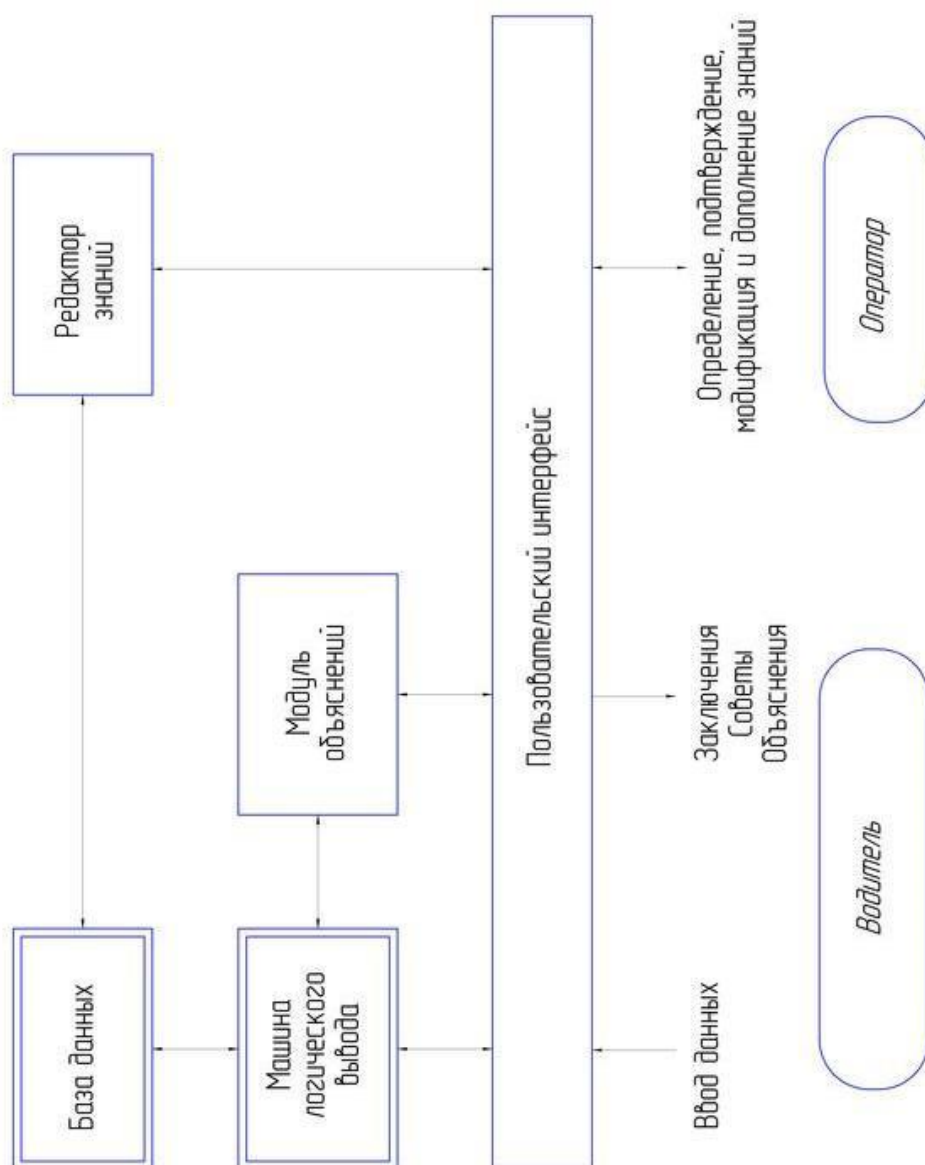 База данных
Редактор
знаний
Машина
логического
вывода
Модуль
объяснений
Пользовательский интерфейс
Ввод данных
Заключения
Советы
Объяснения
Определение, подтверждение,
модификация и дополнение знаний
Водитель
Оператор